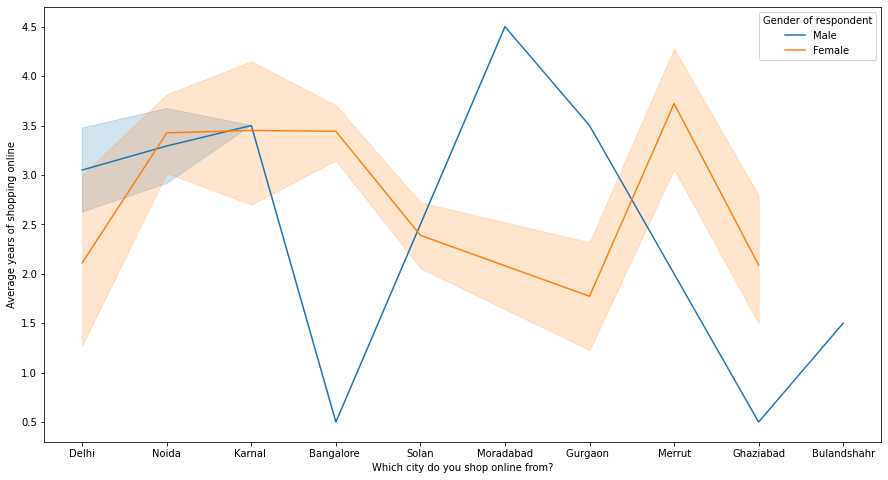 Gender of respondent
Male
Female
4.5
4.0
3.5
3.0
2.5
2.0
1.5
1.0
0.5
Average years of shopping online
Delhi Noida Karnal Bangalore Solan Moradabad Gurgaon Merrut Ghaziabad Bulandshahr
Which city do you shop online from?